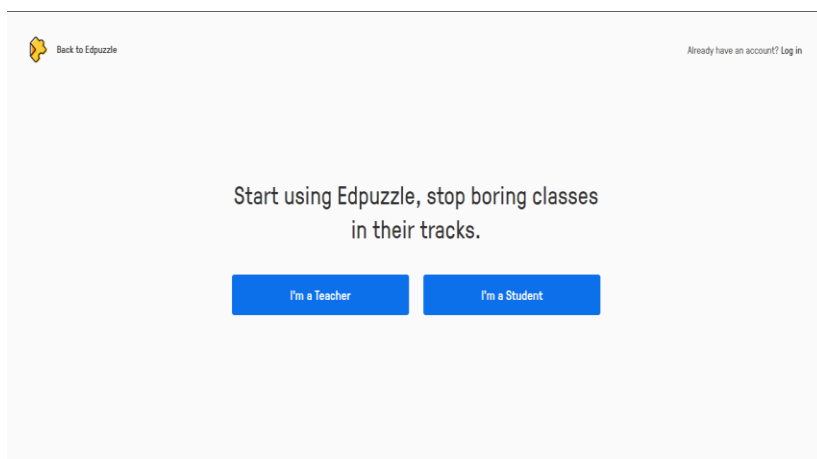 Back to Edpuzzle
Already have an account? Log in
Start using Edpuzzle, stop boring classes
in their tracks.
I'm a Teacher
I'm a Student